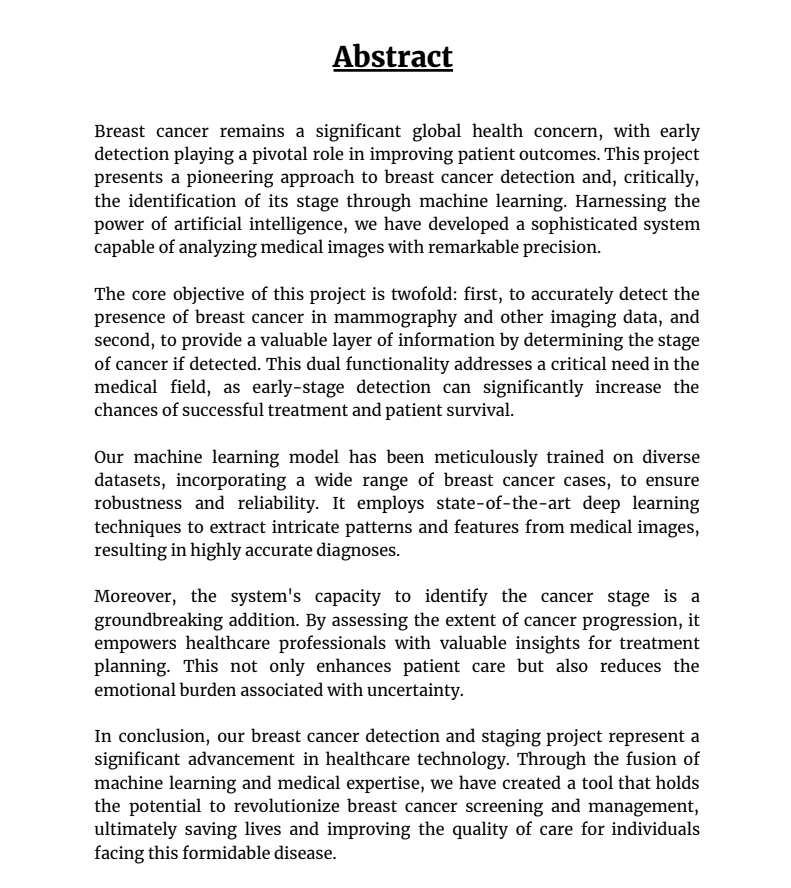 Abstract
Breast cancer remains a significant global health concern, with early
detection playing a pivotal role in improving patient outcomes. This project
presents a pioneering approach to breast cancer detection and, critically,
the identification of its stage through machine learning. Harnessing the
power of artificial intelligence, we have developed a sophisticated system
capable of analyzing medical images with remarkable precision.
The core objective of this project is twofold: first, to accurately detect the
presence of breast cancer in mammography and other imaging data, and
second, to provide a valuable layer of information by determining the stage
of cancer if detected. This dual functionality addresses a critical need in the
medical field, as early-stage detection can significantly increase the
chances of successful treatment and patient survival.
Our machine learning model has been meticulously trained on diverse
datasets, incorporating a wide range of breast cancer cases, to ensure
robustness and reliability. It employs state-of-the-art deep learning
techniques to extract intricate patterns and features from medical images,
resulting in highly accurate diagnoses.
Moreover, the system's capacity to identify the cancer stage is a
groundbreaking addition. By assessing the extent of cancer progression, it
empowers healthcare professionals with valuable insights for treatment
planning. This not only enhances patient care but also reduces the
emotional burden associated with uncertainty.
In conclusion, our breast cancer detection and staging project represent a
significant advancement in healthcare technology. Through the fusion of
machine learning and medical expertise, we have created a tool that holds
the potential to revolutionize breast cancer screening and management,
ultimately saving lives and improving the quality of care for individuals
facing this formidable disease.